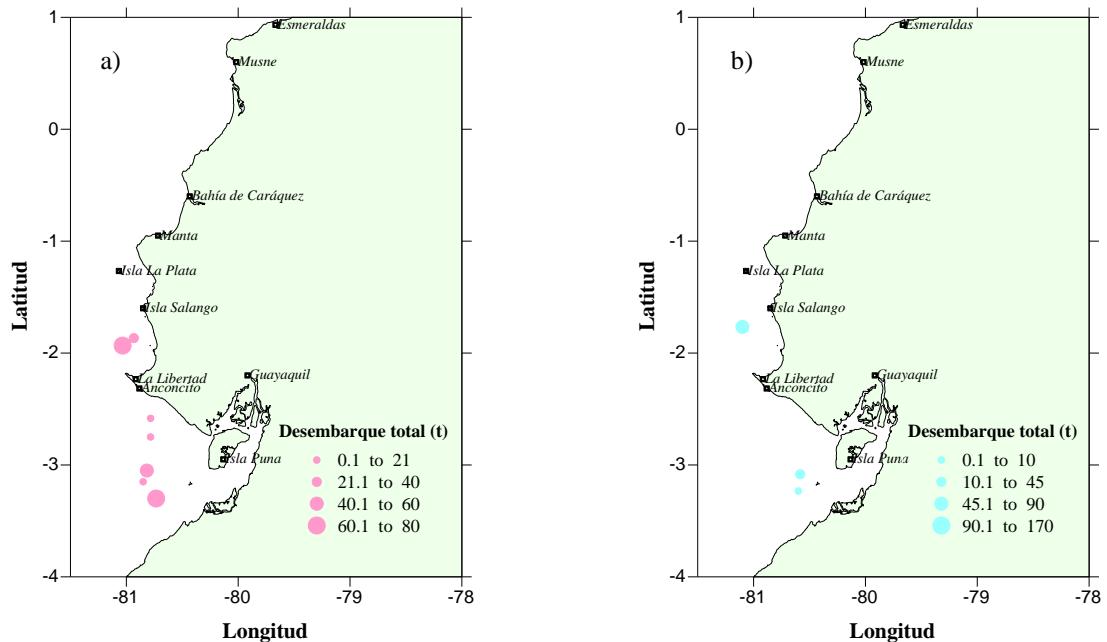 a)
1
0
-1
-2
-3
-4
Latitud
Esmeraldas
Musne
Bahía de Caráquez
Manta
Isla La Plata
Isla Salango
La Libertad
Anconcito
Guayaquil
Isla Puna
Desembarque total (t)
0.1 to 21
21.1 to 40
40.1 to 60
60.1 to 80
-81
-80
-79
-78
Longitud
b)
1
0
-1
-2
-3
-4
Latitud
Esmeraldas
Musne
Bahía de Caráquez
Manta
Isla La Plata
Isla Salango
La Libertad
Anconcito
Guayaquil
Isla Puna
Desembarque total (t)
0.1 to 10
10.1 to 45
45.1 to 90
90.1 to 170
-81
-80
-79
-78
Longitud